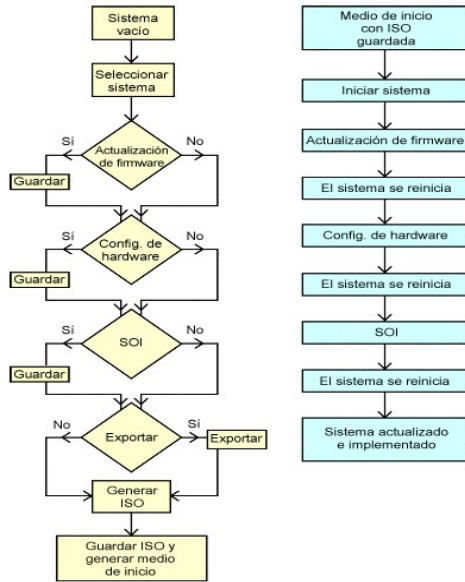 Sistema
vacío
Seleccionar
sistema
Sí
Actualización
de firmware
No
Guardar
Sí
Config. de
hardware
No
Guardar
Sí
SOI
No
Guardar
No
Exportar
Sí
Exportar
Generar
ISO
Guardar ISO y
generar medio
de inicio
Medio de inicio
con ISO
guardada
Iniciar sistema
Actualización de firmware
El sistema se reinicia
Config. de hardware
El sistema se reinicia
SOI
El sistema se reinicia
Sistema actualizado
e implementado